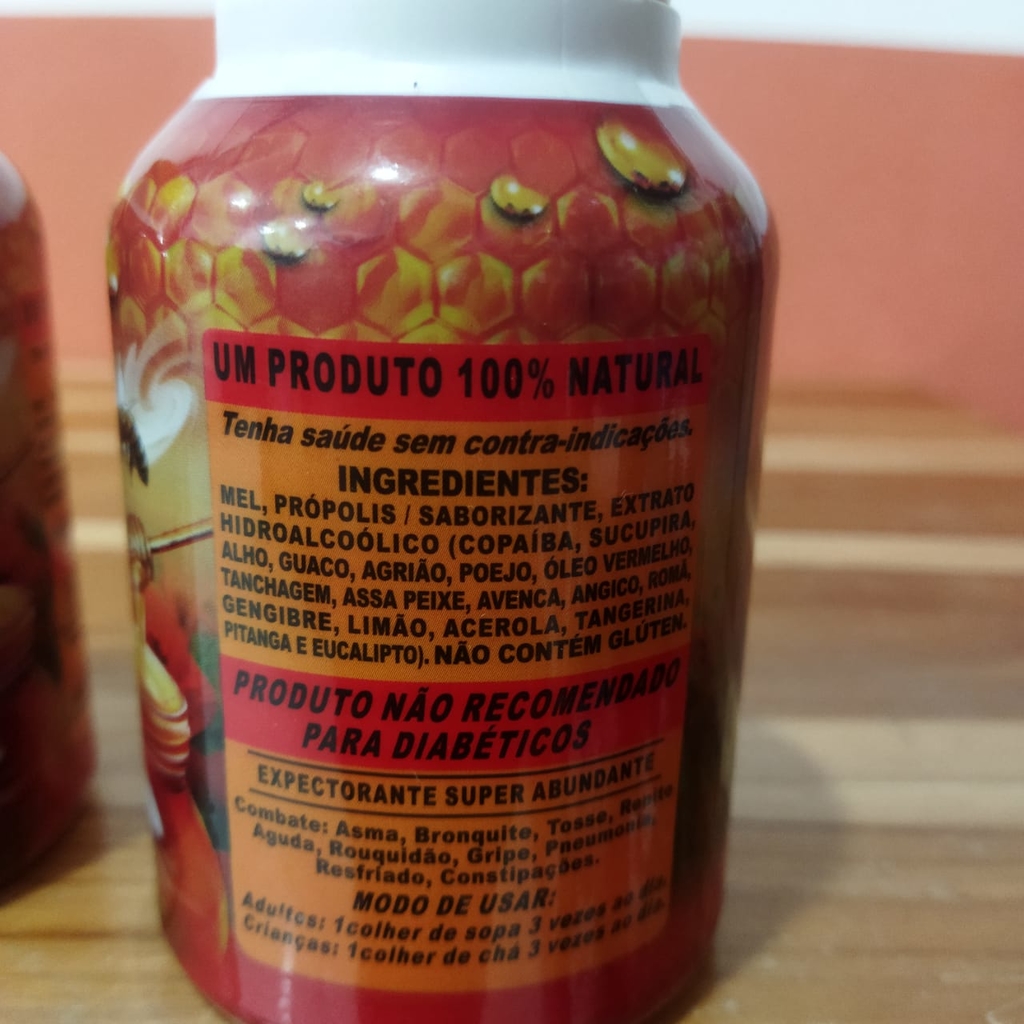 UM PRODUTO 100% NATURAL
Tenha saúde sem contra-indicações.
INGREDIENTES:
MEL, PRÓPOLIS / SABORIZANTE, EXTRATO
HIDROALCOÓLICO (COPAÍBA, SUCUPIRA,
ALHO, GUACO, AGRIÃO, POEJO, ÓLEO VERMELHO,
TANCHAGEM, ASSA PEIXE, AVENCA, ANGICO, ROMÃ,
GENGIBRE, LIMÃO, ACEROLA, TANGERINA,
PITANGA E EUCALIPTO). NÃO CONTÉM GLÚTEN.
PRODUTO NÃO RECOMENDADO
PARA DIABÉTICOS
EXPECTORANTE SUPER ABUNDANTE
Combate: Asma, Bronquite, Tosse, Renite
Aguda, Rouquidão, Gripe, Pneumonia,
Resfriado, Constipações.
MODO DE USAR:
Adultos: 1colher de sopa 3 vezes ao dia.
Crianças: 1colher de chá 3 vezes ao dia.